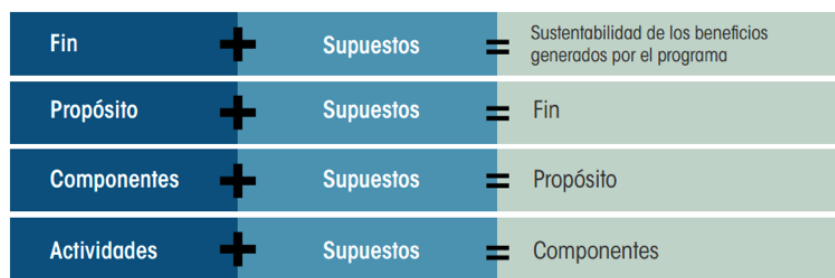 Fin + Supuestos = Sustentabilidad de los beneficios
generados por el programa
Propósito + Supuestos = Fin
Componentes + Supuestos = Propósito
Actividades + Supuestos = Componentes